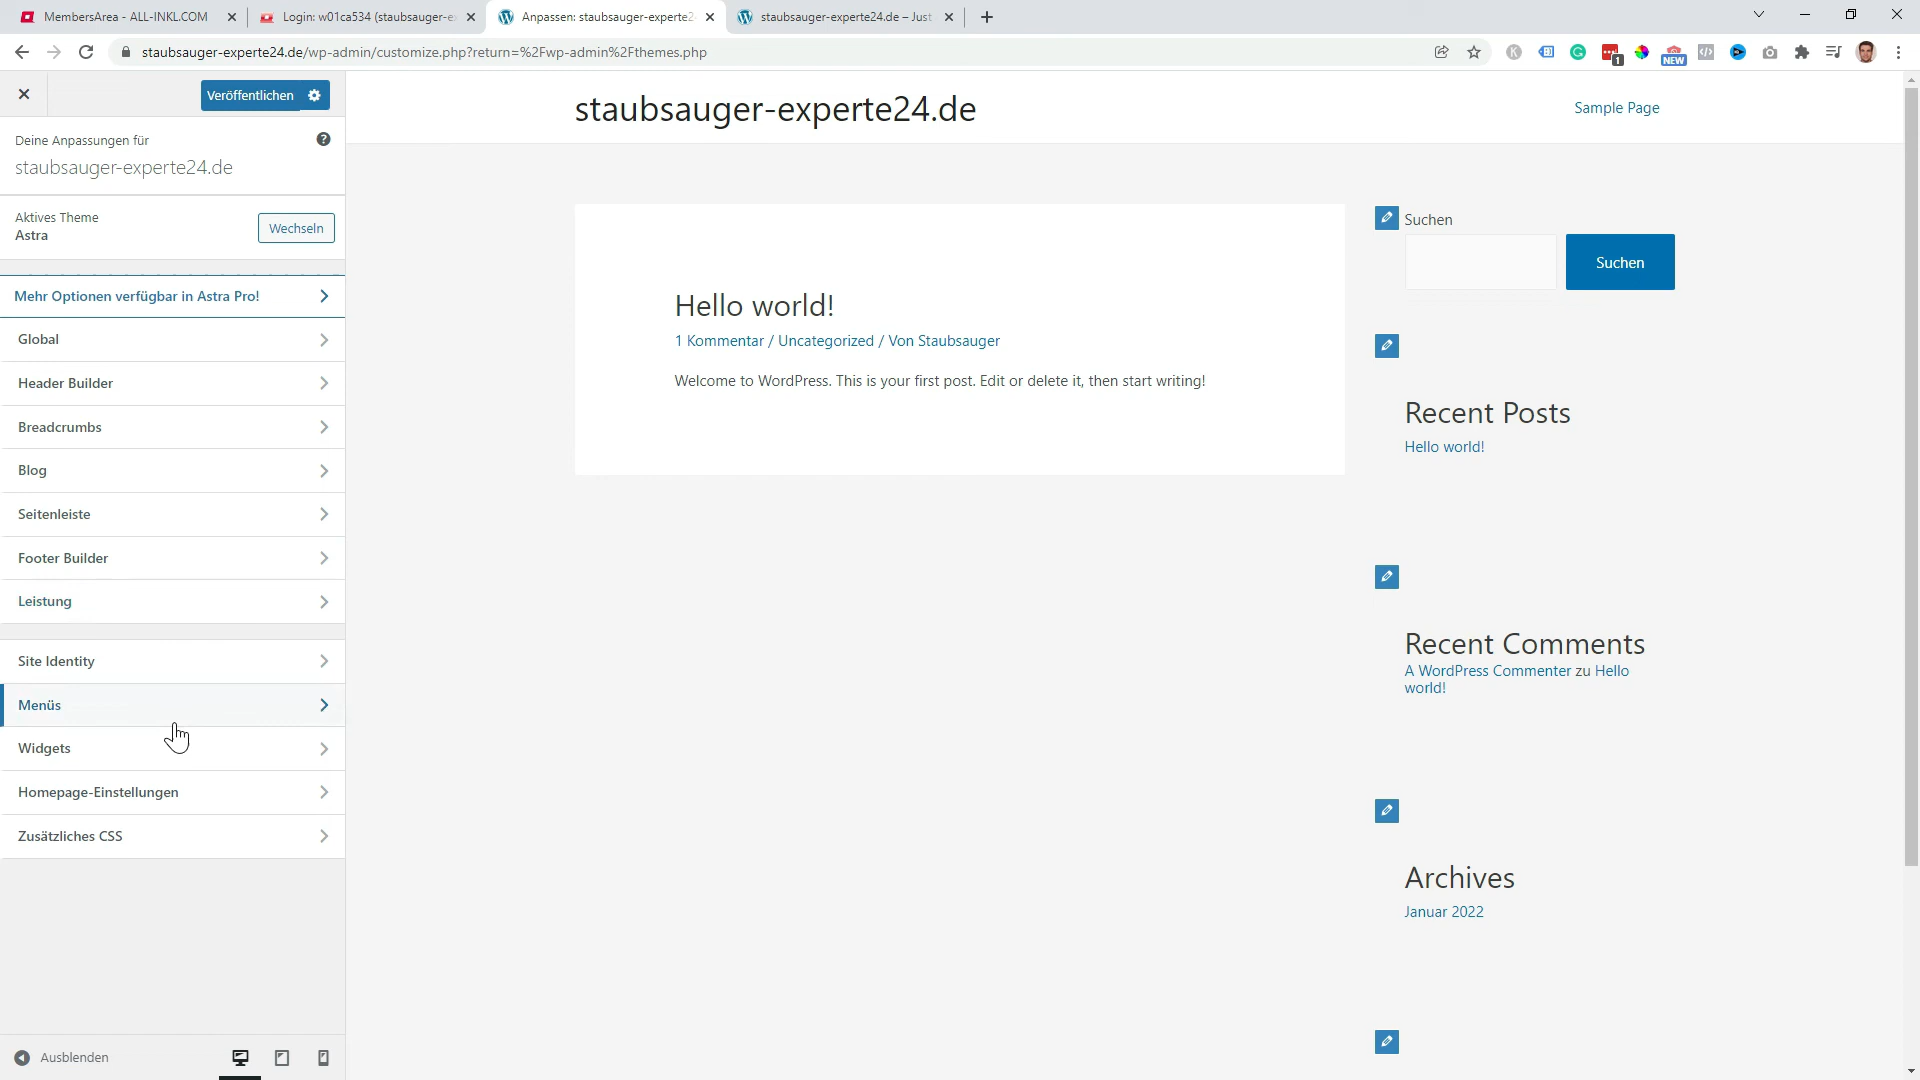 MembersArea - ALL-INKL.COM
Login: w01ca534 (staubsauger-e
Anpassen: staubsauger-experte2
staubsauger-experte24.de – Just
staubsauger-experte24.de/wp-admin/customize.php?return=%2Fwp-admin%2Fthemes.php
1
NEW
Veröffentlichen
Deine Anpassungen für
staubsauger-experte24.de
Aktives Theme
Astra
Wechseln
Mehr Optionen verfügbar in Astra Pro!
Global
Header Builder
Breadcrumbs
Blog
Seitenleiste
Footer Builder
Leistung
Site Identity
Menüs
Widgets
Homepage-Einstellungen
Zusätzliches CSS
Ausblenden
staubsauger-experte24.de
Sample Page
Hello world!
1 Kommentar / Uncategorized / Von Staubsauger
Welcome to WordPress. This is your first post. Edit or delete it, then start writing!
Suchen
Suchen
Recent Posts
Hello world!
Recent Comments
A WordPress Commenter zu Hello
world!
Archives
Januar 2022